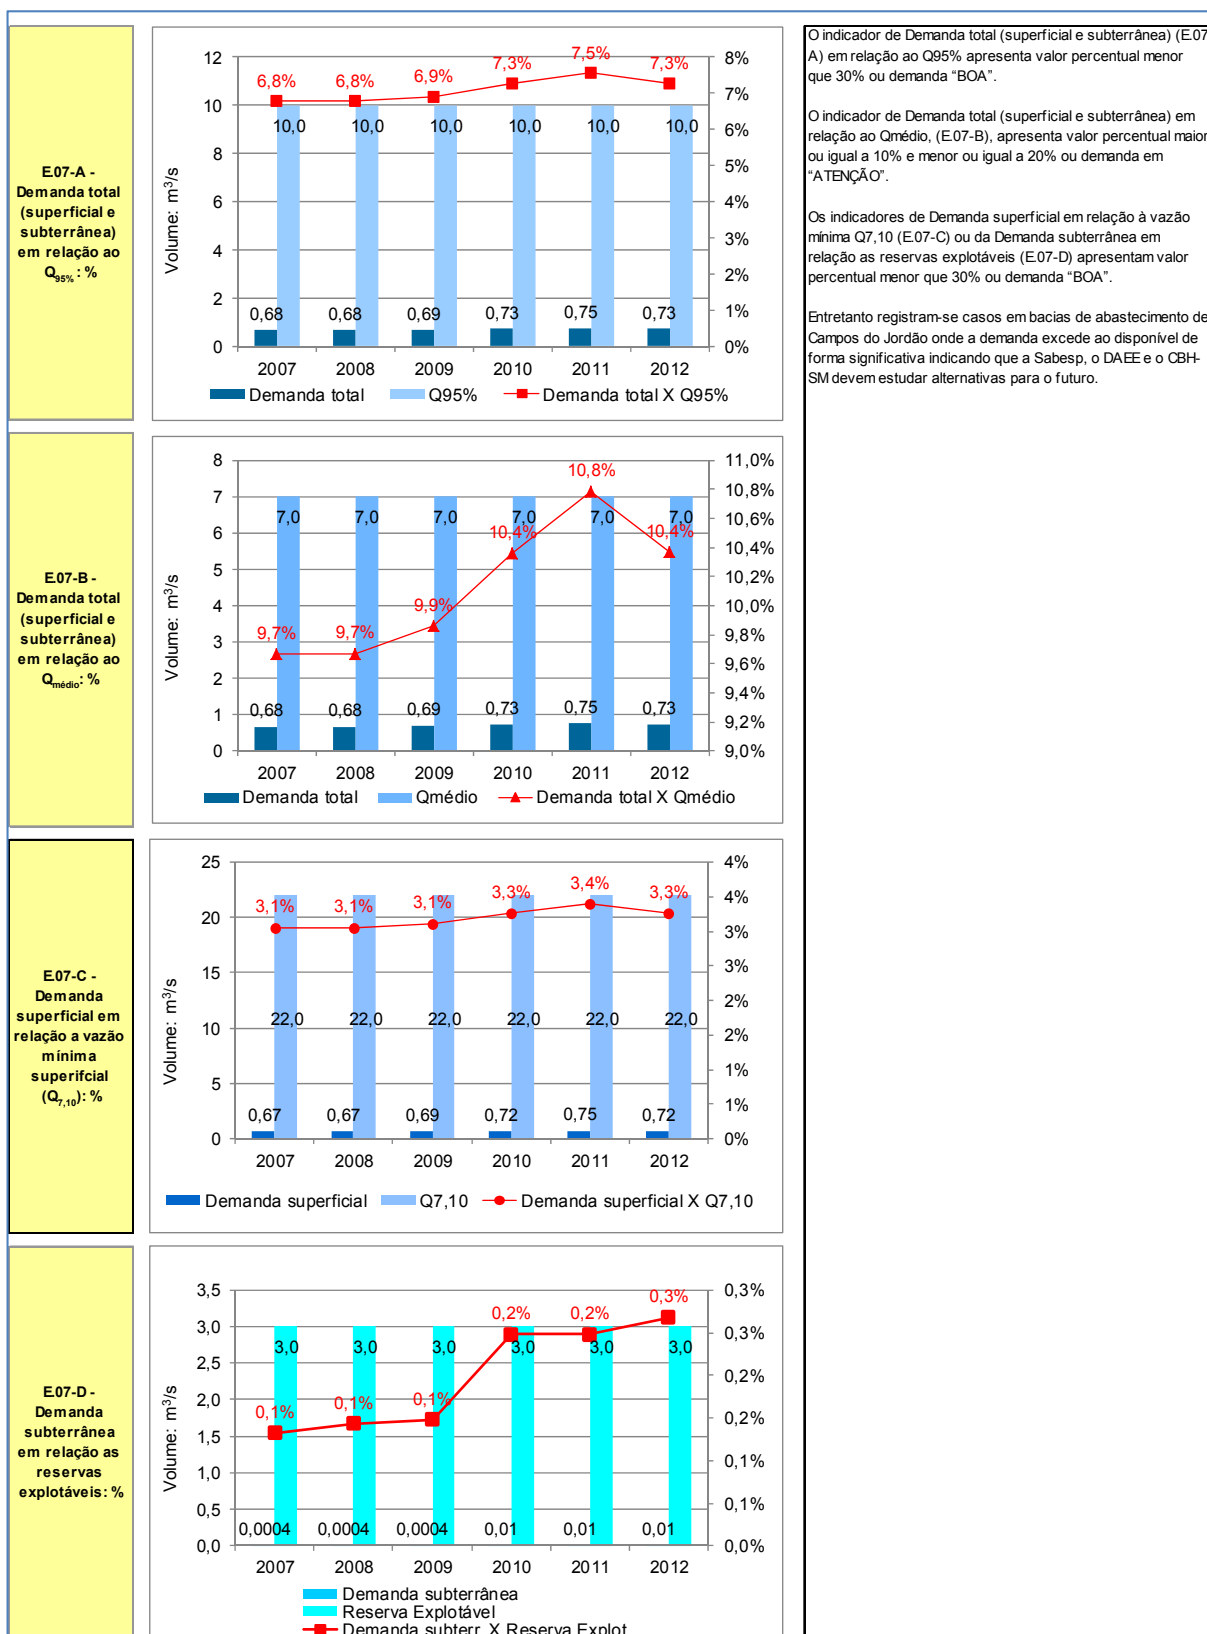 E.07-A -
Demanda total
(superficial e
subterrânea)
em relação ao
Q95% : %
12
10
8
6
4
2
0
Volume: m³/s
8%
7%
6%
5%
4%
3%
2%
1%
0%
6,8% 6,8% 6,9% 7,3% 7,5% 7,3%
10,0 10,0 10,0 10,0 10,0 10,0
0,68 0,68 0,69 0,73 0,75 0,73
2007 2008 2009 2010 2011 2012
Demanda total Q95% Demanda total X Q95%
E.07-B -
Demanda total
(superficial e
subterrânea)
em relação ao
Qmédio: %
8
7
6
5
4
3
2
1
0
Volume: m³/s
11,0%
10,8%
10,6%
10,4%
10,2%
10,0%
9,8%
9,6%
9,4%
9,2%
9,0%
9,7% 9,7% 9,9% 10,4% 10,8% 10,4%
7,0 7,0 7,0 7,0 7,0 7,0
0,68 0,68 0,69 0,73 0,75 0,73
2007 2008 2009 2010 2011 2012
Demanda total Qmédio Demanda total X Qmédio
E.07-C -
Demanda
superficial em
relação a vazão
mínima
superifcial
(Q7,10): %
25
20
15
10
5
0
Volume: m³/s
4%
4%
3%
3%
2%
2%
1%
1%
0%
3,1% 3,1% 3,1% 3,3% 3,4% 3,3%
22,0 22,0 22,0 22,0 22,0 22,0
0,67 0,67 0,69 0,72 0,75 0,72
2007 2008 2009 2010 2011 2012
Demanda superficial Q7,10 Demanda superficial X Q7,10
E.07-D -
Demanda
subterrânea
em relação as
reservas
explotáveis: %
3,5
3,0
2,5
2,0
1,5
1,0
0,5
0,0
Volume: m³/s
0,3%
0,3%
0,2%
0,2%
0,1%
0,1%
0,0%
0,1% 0,1% 0,1% 0,2% 0,2% 0,3%
3,0 3,0 3,0 3,0 3,0 3,0
0,0004 0,0004 0,0004 0,01 0,01 0,01
2007 2008 2009 2010 2011 2012
Demanda subterrânea
Reserva Explotável
Demanda subterr. X Reserva Explot.
O indicador de Demanda total (superficial e subterrânea) (E.07
A) em relação ao Q95% apresenta valor percentual menor
que 30% ou demanda “BOA”.
O indicador de Demanda total (superficial e subterrânea) em
relação ao Qmédio, (E.07-B), apresenta valor percentual maior
ou igual a 10% e menor ou igual a 20% ou demanda em
“ATENÇÃO”.
Os indicadores de Demanda superficial em relação à vazão
mínima Q7,10 (E.07-C) ou da Demanda subterrânea em
relação as reservas explotáveis (E.07-D) apresentam valor
percentual menor que 30% ou demanda “BOA”.
Entretanto registram-se casos em bacias de abastecimento de
Campos do Jordão onde a demanda excede ao disponível de
forma significativa indicando que a Sabesp, o DAEE e o CBH-
SM devem estudar alternativas para o futuro.